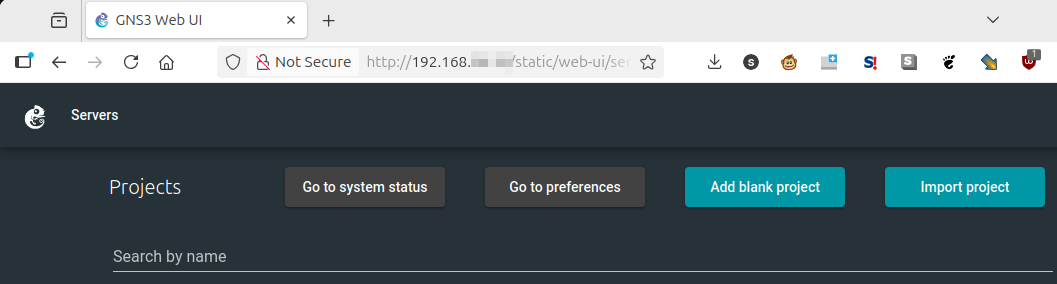 GNS3 Web UI
Not Secure http://192.168. /static/web-ui/ser
S S! S 1
Servers
Projects Go to system status Go to preferences Add blank project Import project
Search by name